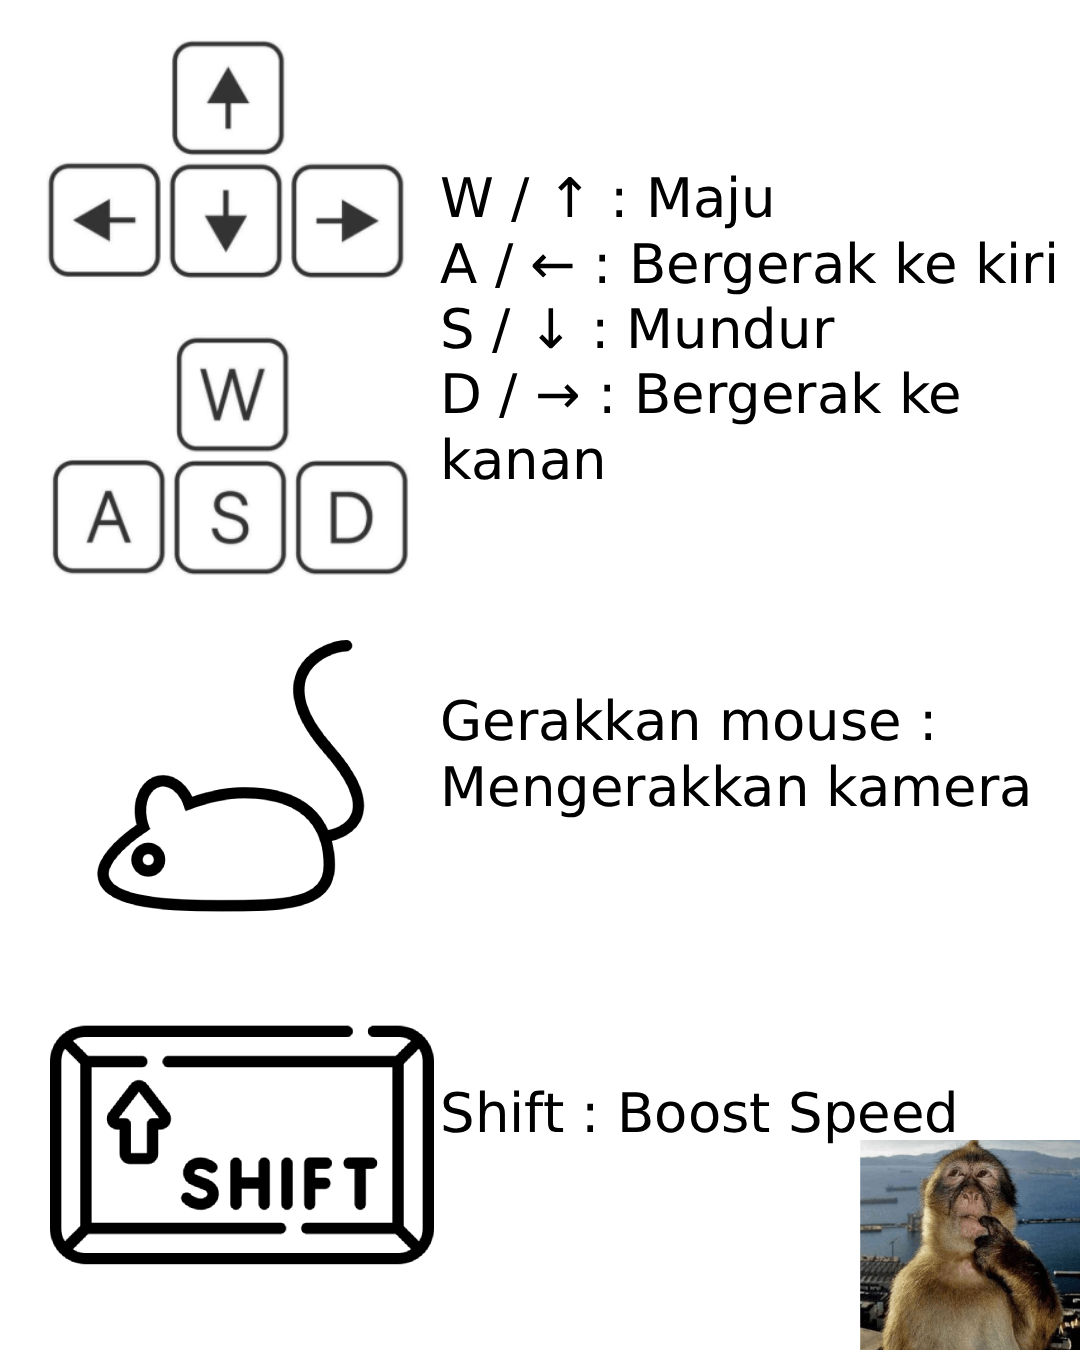 W / ↑ : Maju
A / ← : Bergerak ke kiri
S / ↓ : Mundur
D / → : Bergerak ke
kanan
W
A S D
Gerakkan mouse :
Mengerakkan kamera
Shift : Boost Speed
SHIFT